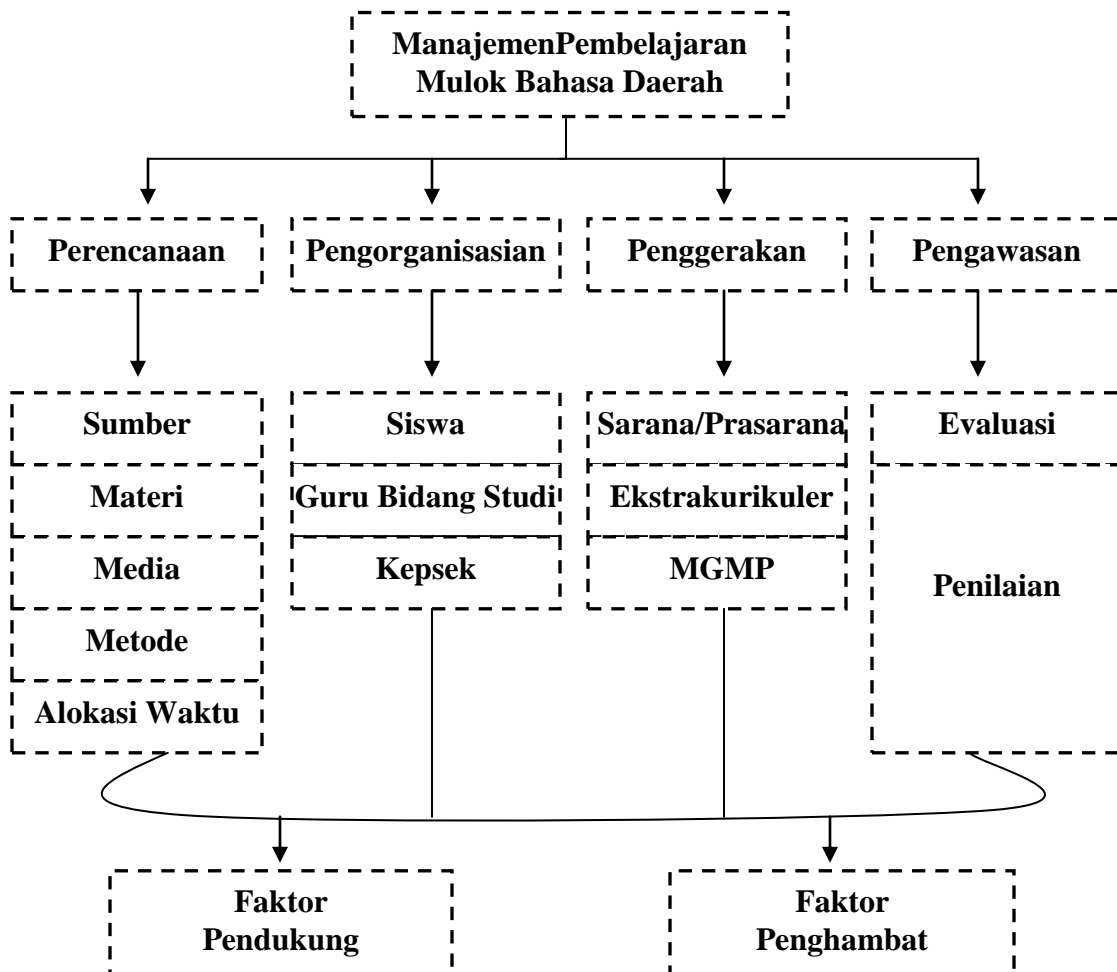 ManajemenPembelajaran
Mulok Bahasa Daerah
Perencanaan
Pengorganisasian
Penggerakan
Pengawasan
Sumber
Materi
Media
Metode
Alokasi Waktu
Siswa
Guru Bidang Studi
Kepsek
Sarana/Prasarana
Ekstrakurikuler
MGMP
Evaluasi
Penilaian
Faktor
Pendukung
Faktor
Penghambat